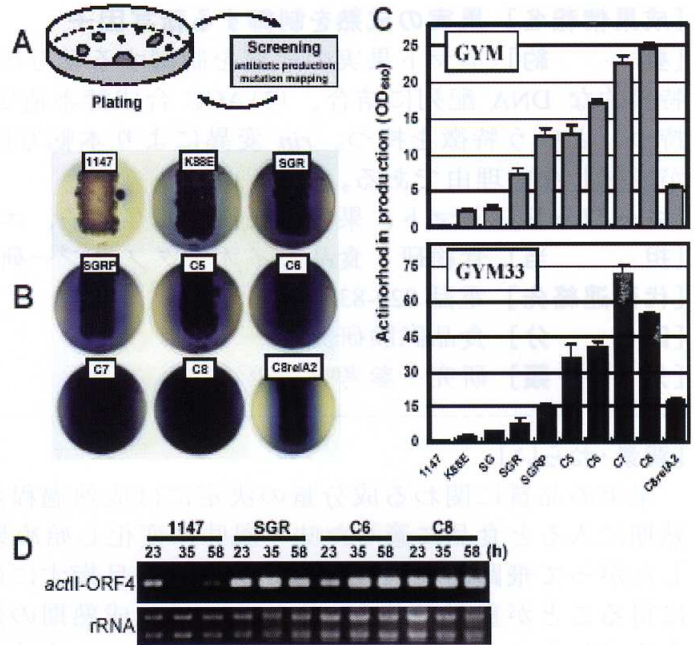 A
Plating
Screening
antibiotic production
mutation mapping
B
1147
K88E
SGR
SGRP
C5
C6
C7
C8
C8relA2
C
Actinorhodin production
GYM
25
20
15
10
5
0
GYM33
75
60
45
30
15
0
1147 K88E SG SGR SGRP C5 C6 C7 C8 C8relA2
D
1147 SGR C6 C8
23 35 58 23 35 58 23 35 58 23 35 58 (h)
actII-ORF4
rRNA